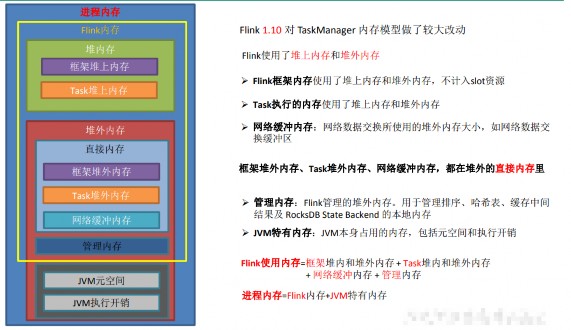 进程内存
Flink内存
堆内存
框架堆上内存
Task堆上内存
堆外内存
直接内存
框架堆外内存
Task堆外内存
网络缓冲内存
管理内存
JVM元空间
JVM执行开销
Flink 1.10 对 TaskManager 内存模型做了较大改动
Flink使用了堆上内存和堆外内存
➢ Flink框架内存使用了堆上内存和堆外内存，不计入slot资源
➢ Task执行的内存使用了堆上内存和堆外内存
➢ 网络缓冲内存：网络数据交换所使用的堆外内存大小，如网络数据交
换缓冲区
框架堆外内存、Task堆外内存、网络缓冲内存，都在堆外的直接内存里
➢ 管理内存：Flink管理的堆外内存。用于管理排序、哈希表、缓存中间
结果及 RocksDB State Backend 的本地内存
➢ JVM特有内存：JVM本身占用的内存，包括元空间和执行开销
Flink使用内存=框架堆内和堆外内存 + Task堆内和堆外内存
+ 网络缓冲内存 + 管理内存
进程内存=Flink内存+JVM特有内存